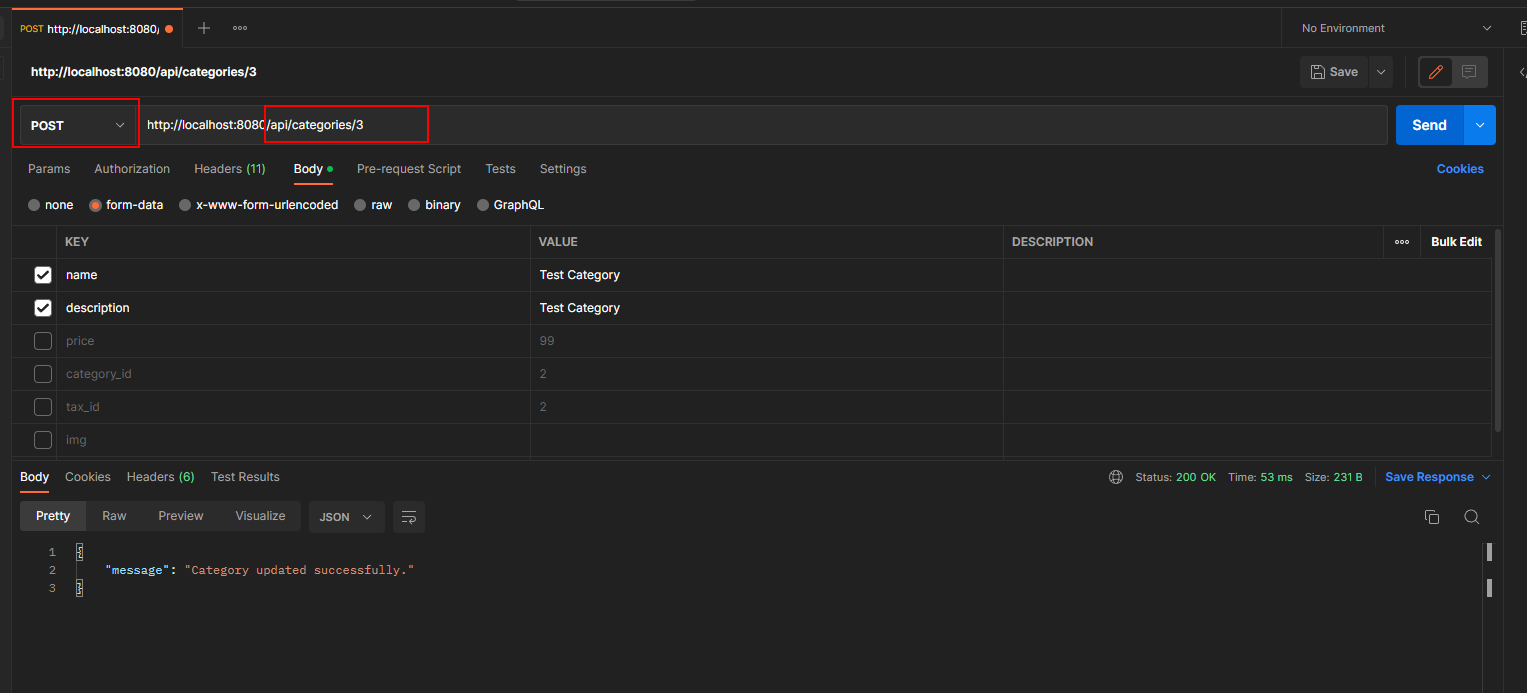 POST http://localhost:8080/
No Environment
http://localhost:8080/api/categories/3
Save
POST http://localhost:8080/api/categories/3
Send
Params Authorization Headers (11) Body Pre-request Script Tests Settings Cookies
none form-data x-www-form-urlencoded raw binary GraphQL
KEY VALUE DESCRIPTION Bulk Edit
name Test Category
description Test Category
price 99
category_id 2
tax_id 2
img
Body Cookies Headers (6) Test Results Status: 200 OK Time: 53 ms Size: 231 B Save Response
Pretty Raw Preview Visualize JSON
1 {
2 "message": "Category updated successfully."
3 }